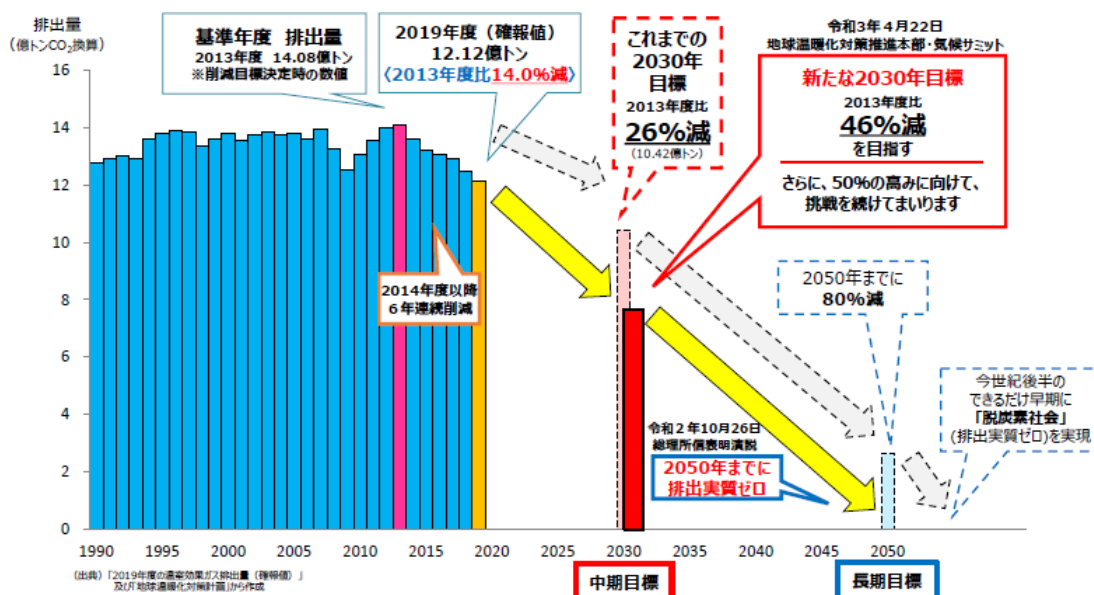 排出量
（億トンCO₂換算）
基準年度 排出量
2013年度 14.08億トン
※削減目標決定時の数値
2019年度（確報値）
12.12億トン
〈2013年度比14.0%減〉
これまでの
2030年
目標
2013年度比
26%減
(10.42億トン)
令和3年４月22日
地球温暖化対策推進本部・気候サミット
新たな2030年目標
2013年度比
46%減
を目指す
さらに、50%の高みに向けて、
挑戦を続けてまいります
16
14
12
10
8
6
4
2
0
2014年度以降
６年連続削減
2050年までに
80%減
今世紀後半の
できるだけ早期に
「脱炭素社会」
(排出実質ゼロ)を実現
令和２年10月26日
総理所信表明演説
2050年までに
排出実質ゼロ
1990
1995
2000
2005
2010
2015
2020
2025
2030
2035
2040
2045
2050
（出典）「2019年度の温室効果ガス排出量（確報値）」
及び「地球温暖化対策計画」から作成
中期目標
長期目標